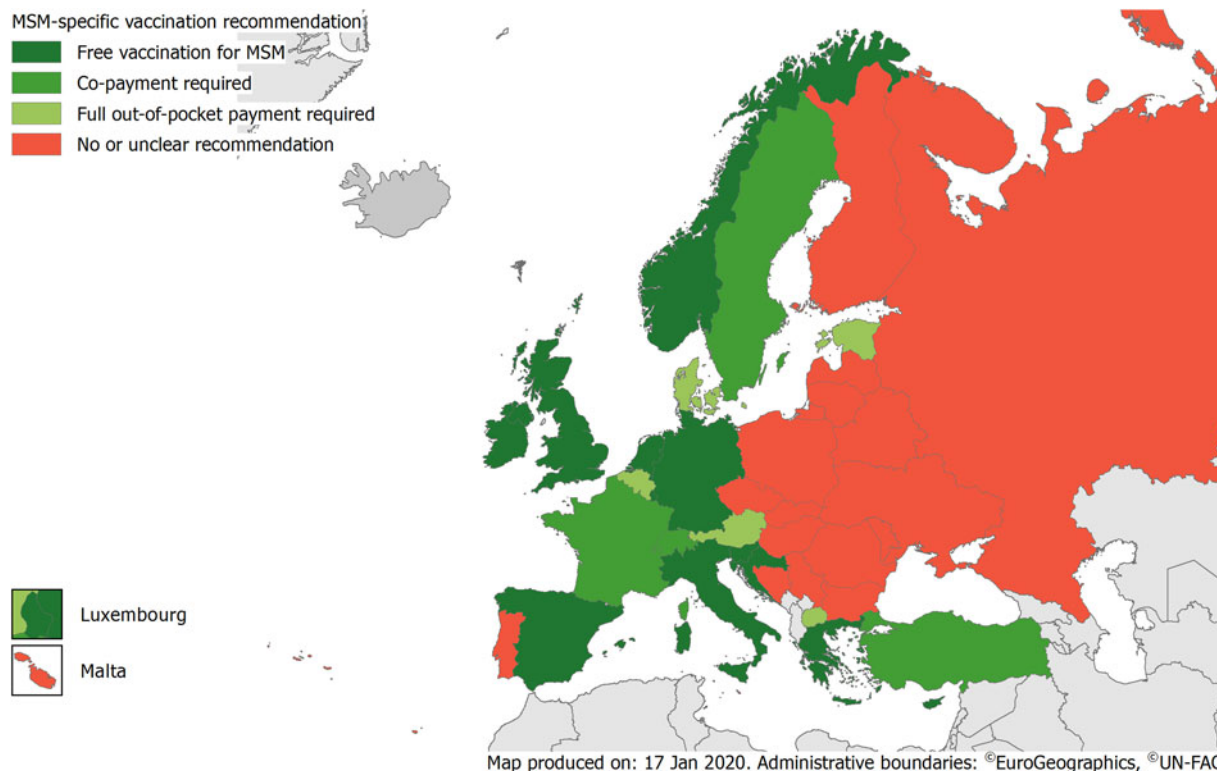 MSM-specific vaccination recommendation
Free vaccination for MSM
Co-payment required
Full out-of-pocket payment required
No or unclear recommendation
Luxembourg
Malta
Map produced on: 17 Jan 2020. Administrative boundaries: ©EuroGeographics, ©UN-FAO